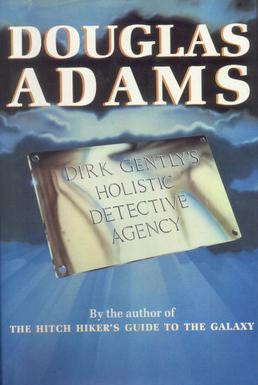 DOUGLAS
ADAMS
DIRK GENTLY'S
HOLISTIC
DETECTIVE
AGENCY
By the author of
THE HITCH HIKER'S GUIDE TO THE GALAXY